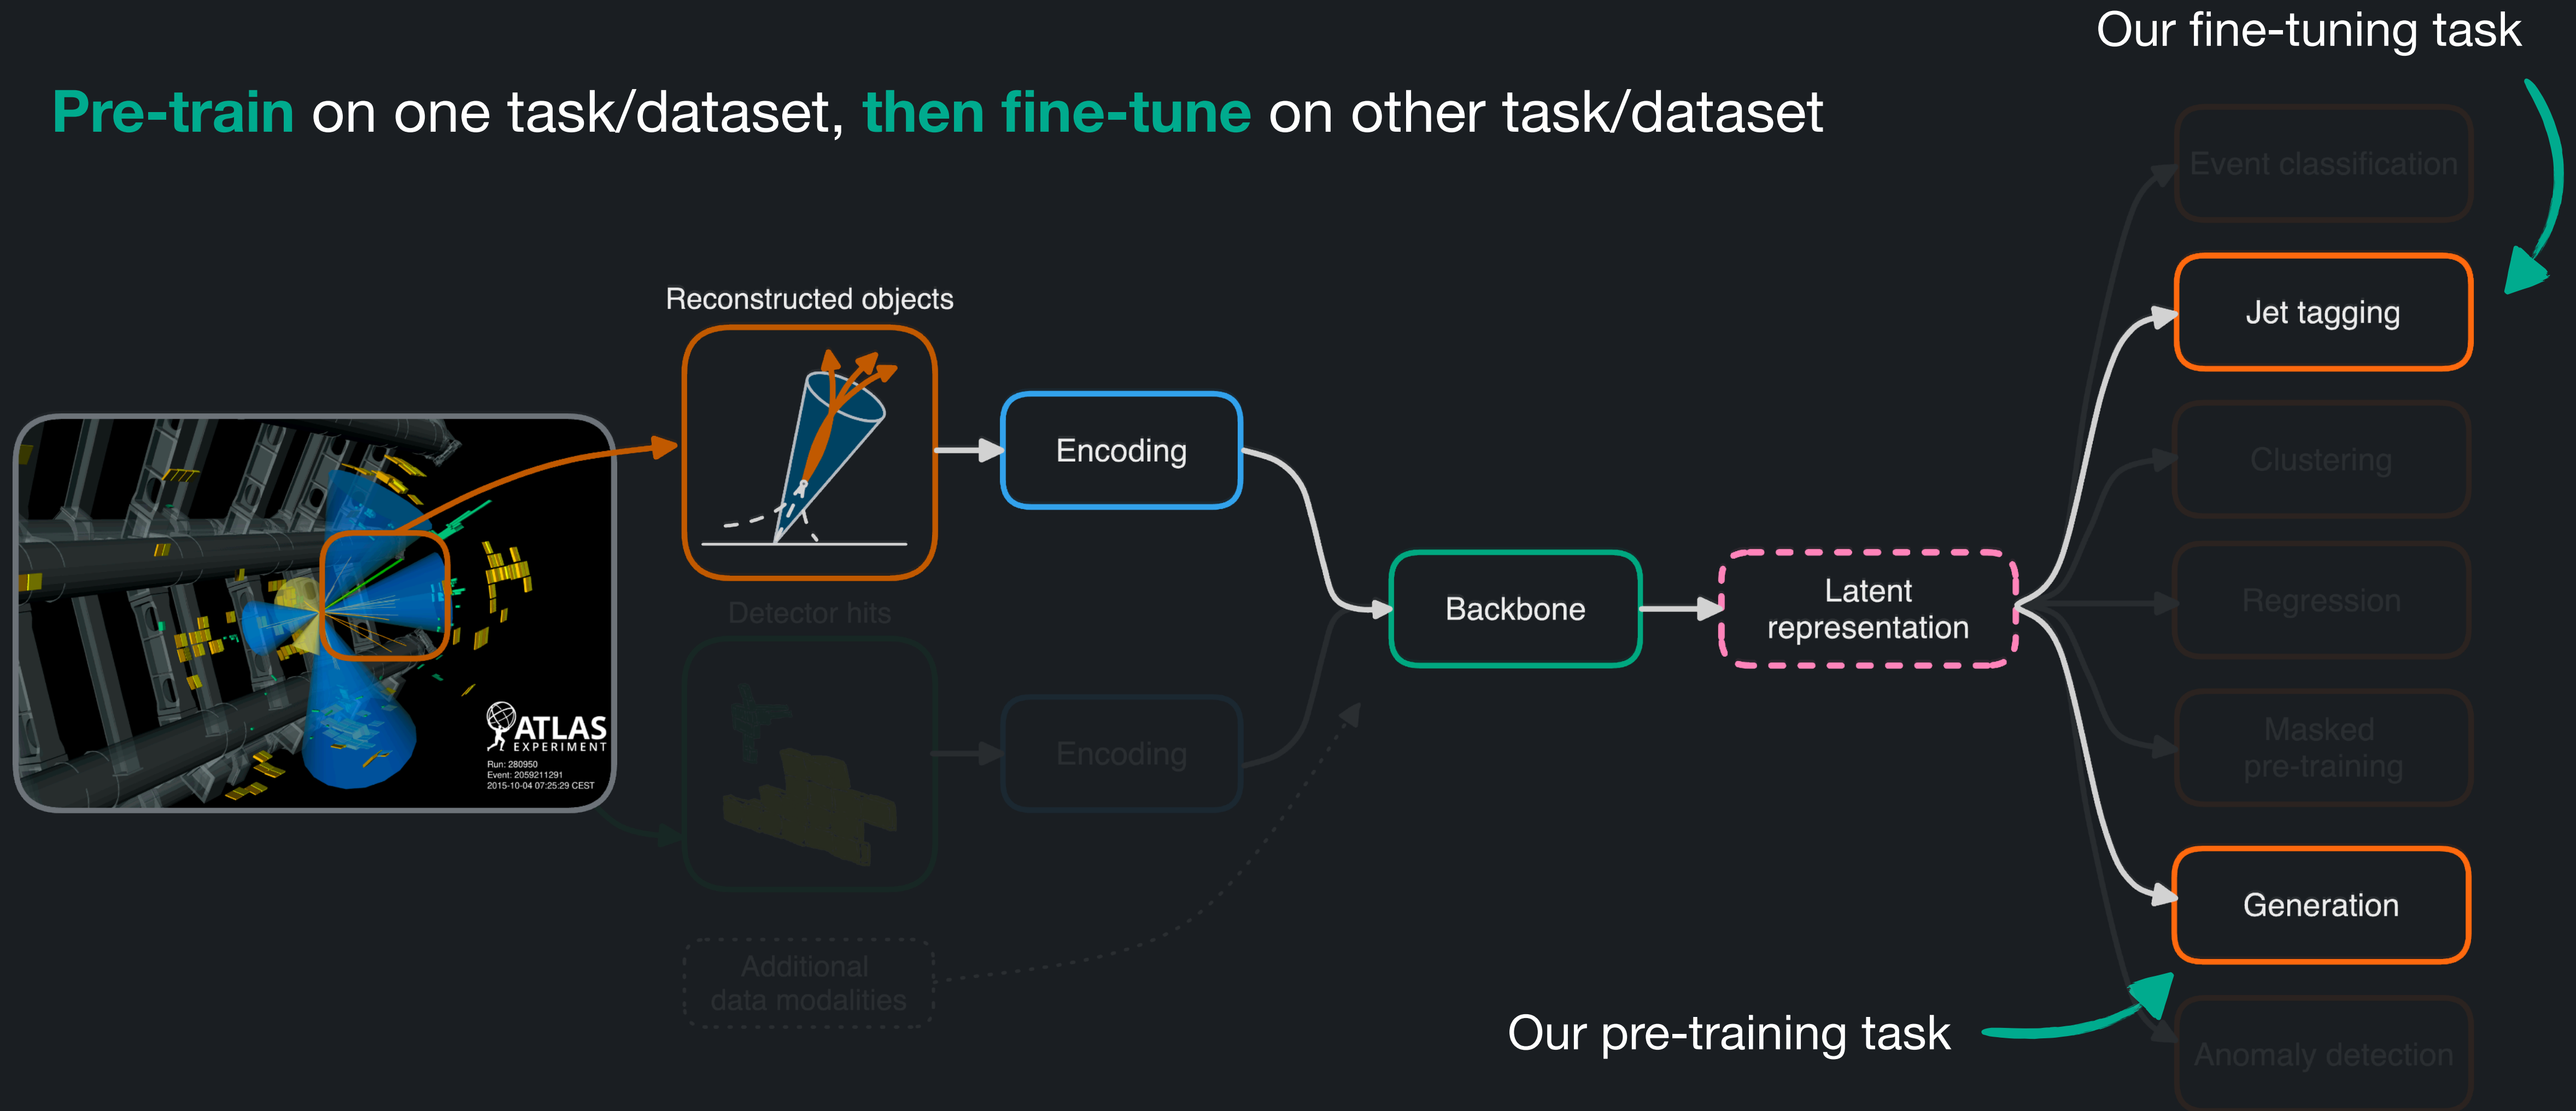 Our fine-tuning task
Pre-train on one task/dataset, then fine-tune on other task/dataset
Event classification
Reconstructed objects
Jet tagging
Encoding
Clustering
Detector hits
Backbone
Latent
representation
Regression
ATLAS
EXPERIMENT
Run: 280950
Event: 2059211291
2015-10-04 07:25:29 CEST
Encoding
Masked
pre-training
Generation
Additional
data modalities
Our pre-training task
Anomaly detection